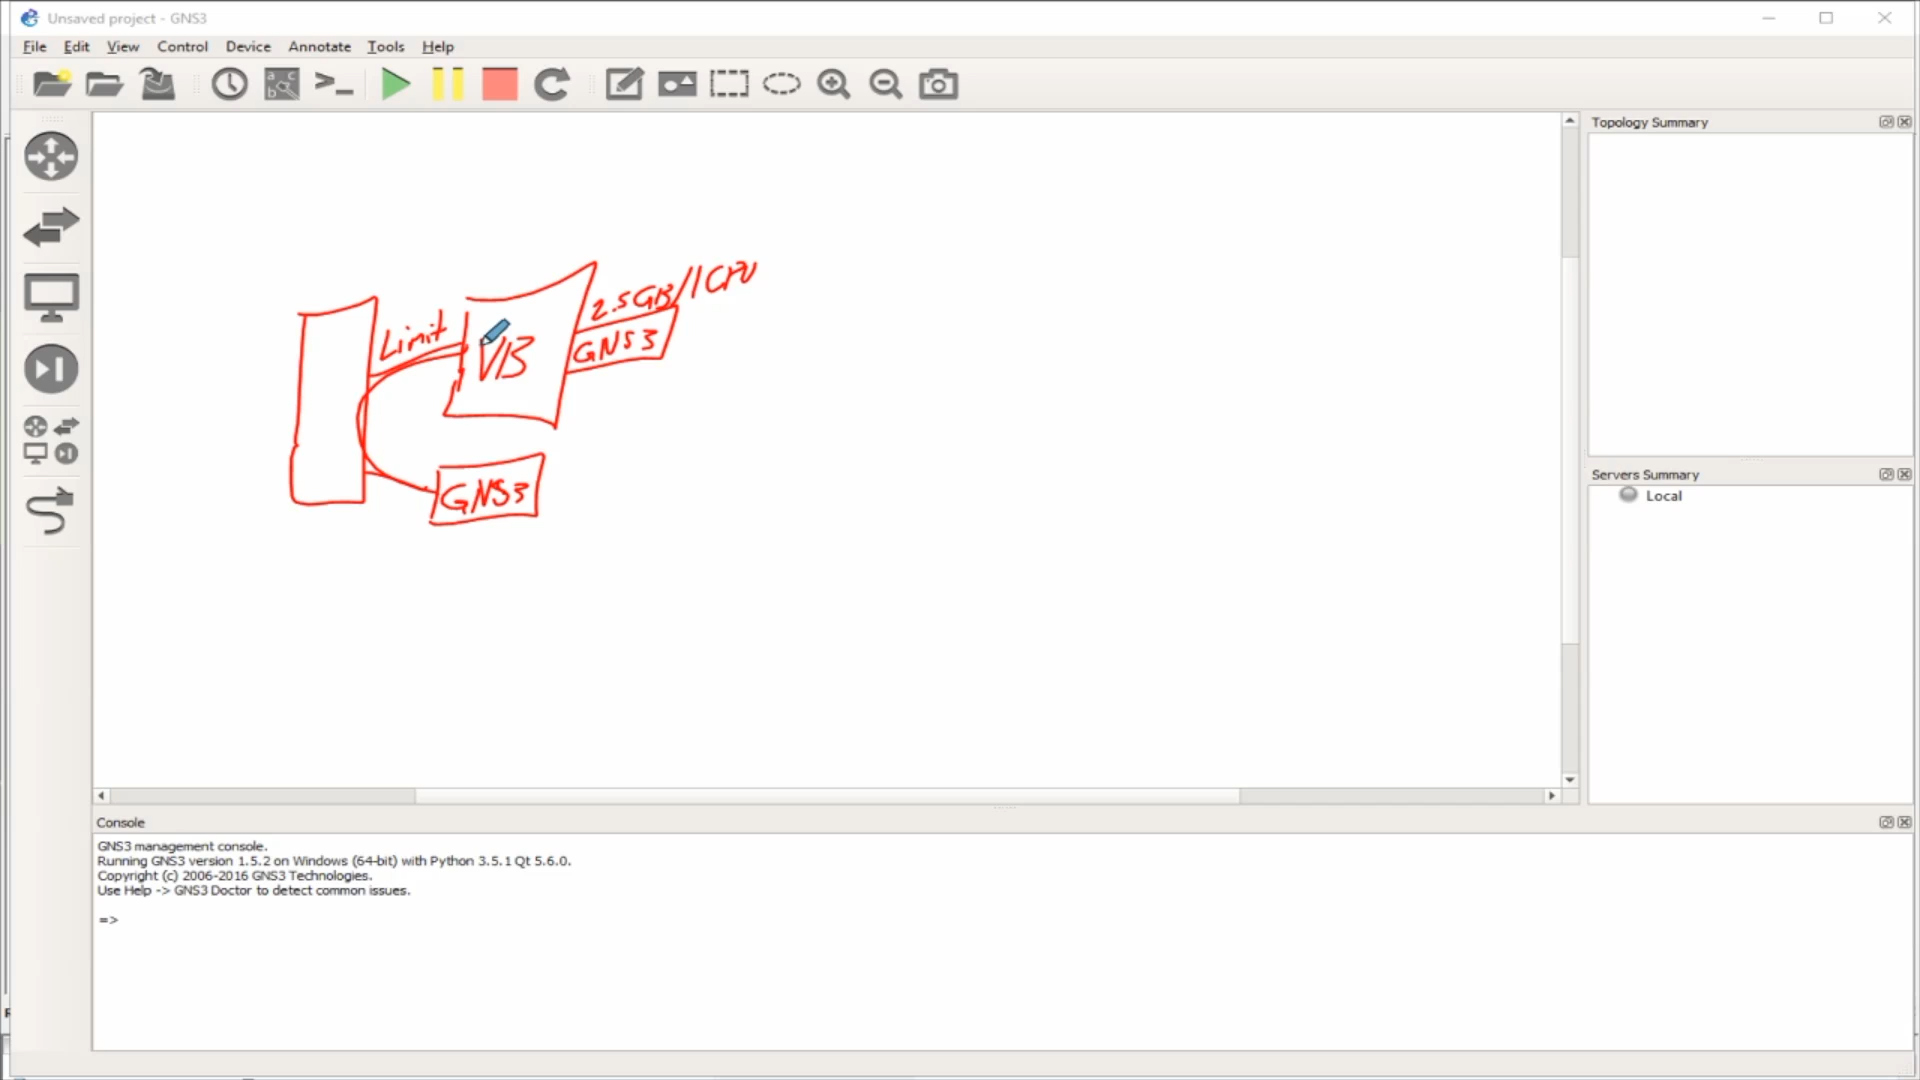 Unsaved project - GNS3
File Edit View Control Device Annotate Tools Help
Topology Summary
2.5GB/1CPU
Limit
VB
GNS3
GNS3
Servers Summary
Local
Console
GNS3 management console.
Running GNS3 version 1.5.2 on Windows (64-bit) with Python 3.5.1 Qt 5.6.0.
Copyright (c) 2006-2016 GNS3 Technologies.
Use Help -> GNS3 Doctor to detect common issues.
=>